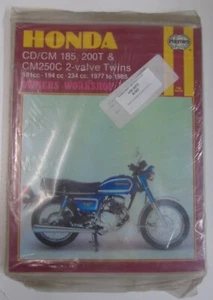 HONDA
CD/CM 185, 200T &
CM250C 2-valve Twins
181cc · 194 cc · 234 cc · 1977 to 1985
OWNERS WORKSHOP
Haynes